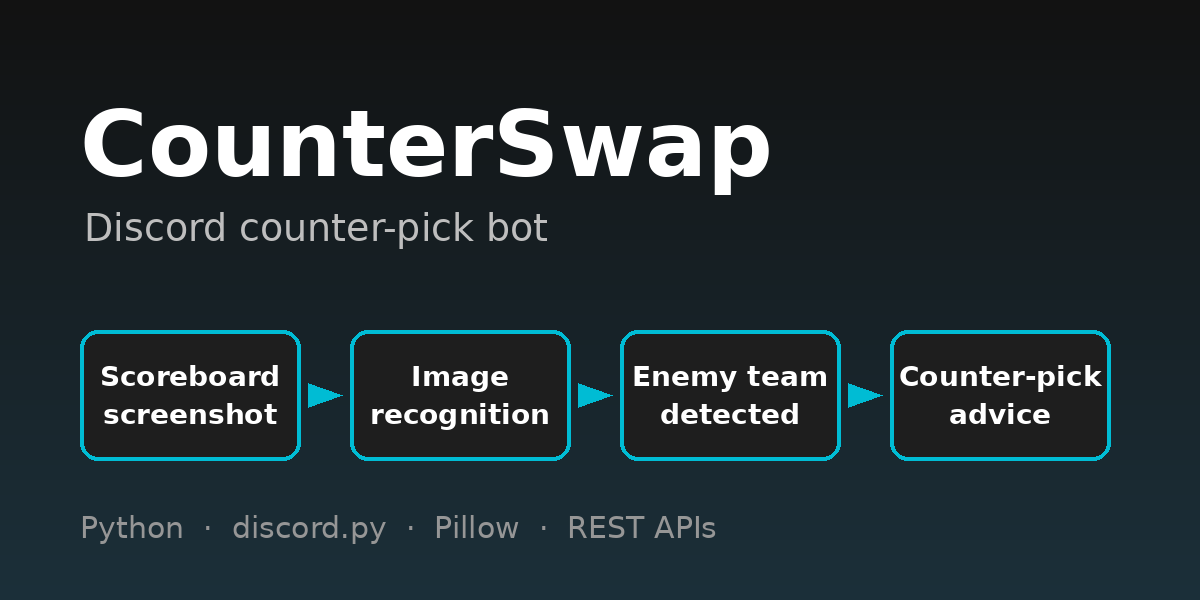 CounterSwap
Discord counter-pick bot
Scoreboard
screenshot
Image
recognition
Enemy team
detected
Counter-pick
advice
Python · discord.py · Pillow · REST APIs